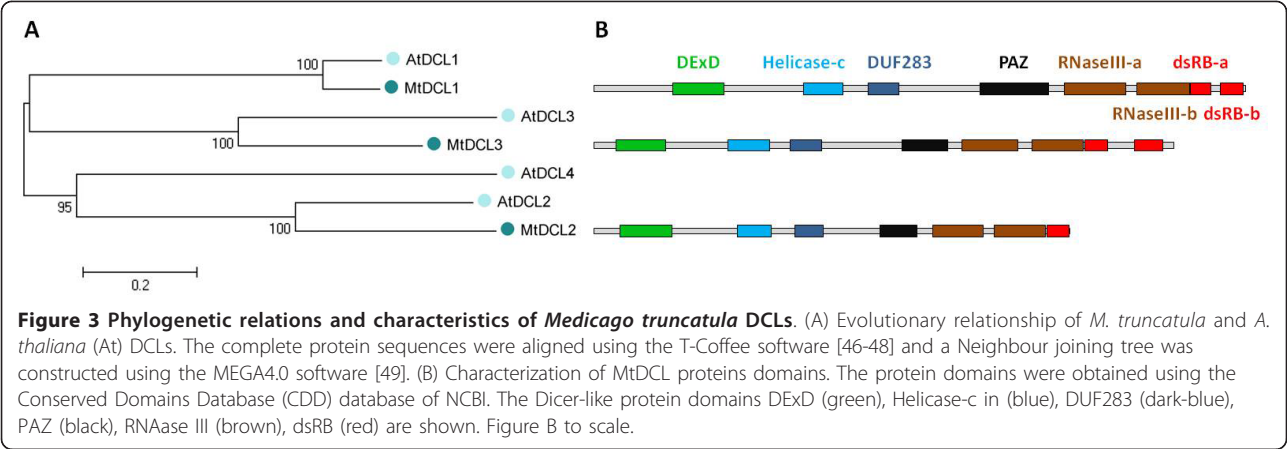 A
B
100
AtDCL1
MtDCL1
100
AtDCL3
MtDCL3
AtDCL4
95
100
AtDCL2
MtDCL2
0.2
DExD Helicase-c DUF283 PAZ RNaseIII-a dsRB-a
RNaseIII-b dsRB-b
Figure 3 Phylogenetic relations and characteristics of Medicago truncatula DCLs. (A) Evolutionary relationship of M. truncatula and A.
thaliana (At) DCLs. The complete protein sequences were aligned using the T-Coffee software [46-48] and a Neighbour joining tree was
constructed using the MEGA4.0 software [49]. (B) Characterization of MtDCL proteins domains. The protein domains were obtained using the
Conserved Domains Database (CDD) database of NCBI. The Dicer-like protein domains DExD (green), Helicase-c in (blue), DUF283 (dark-blue),
PAZ (black), RNAase III (brown), dsRB (red) are shown. Figure B to scale.